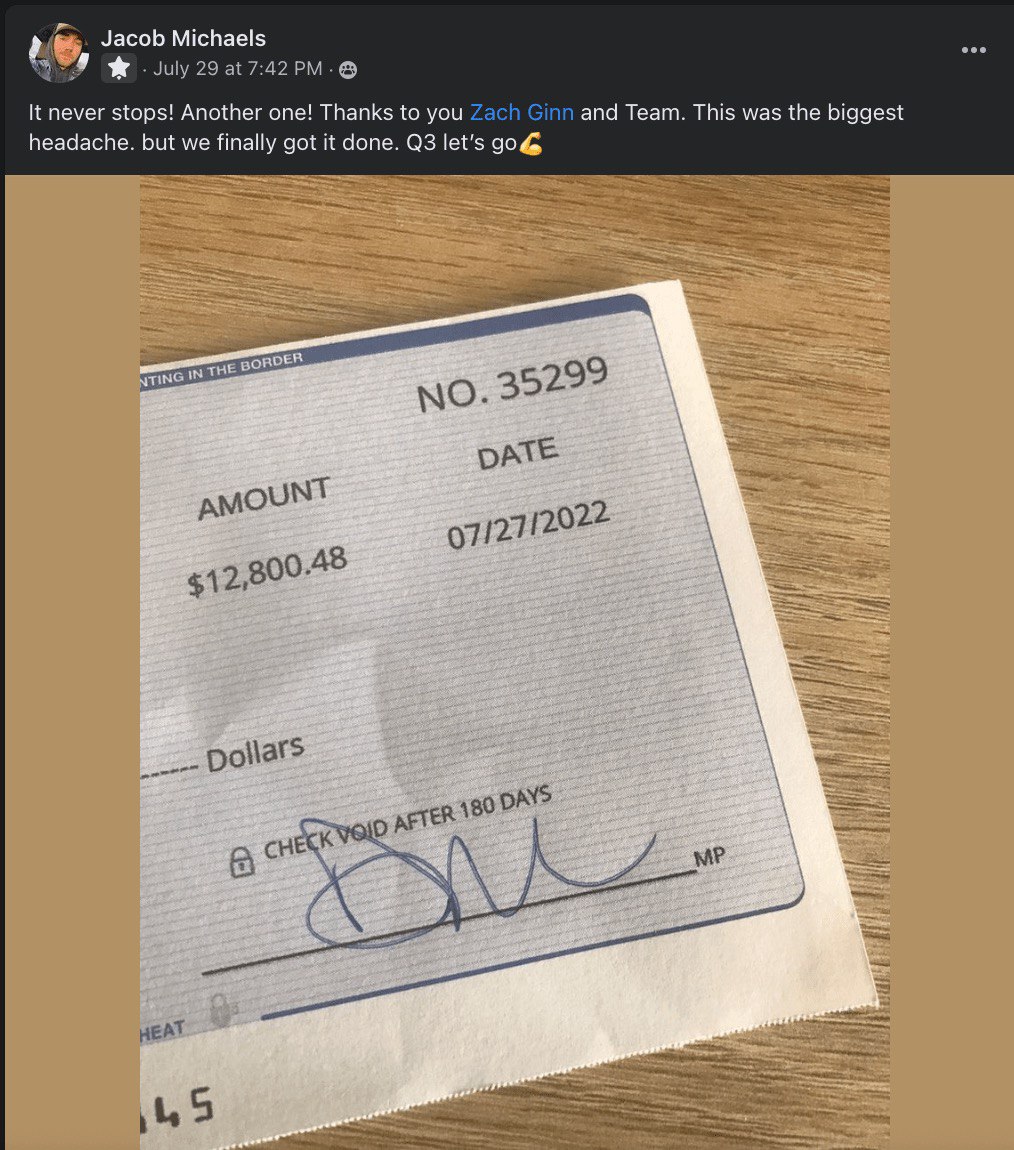 Jacob Michaels
· July 29 at 7:42 PM ·
It never stops! Another one! Thanks to you Zach Ginn and Team. This was the biggest
headache. but we finally got it done. Q3 let's go💪
NTING IN THE BORDER
NO. 35299
AMOUNT
DATE
$12,800.48
07/27/2022
------ Dollars
CHECK VOID AFTER 180 DAYS
MP
HEAT
45